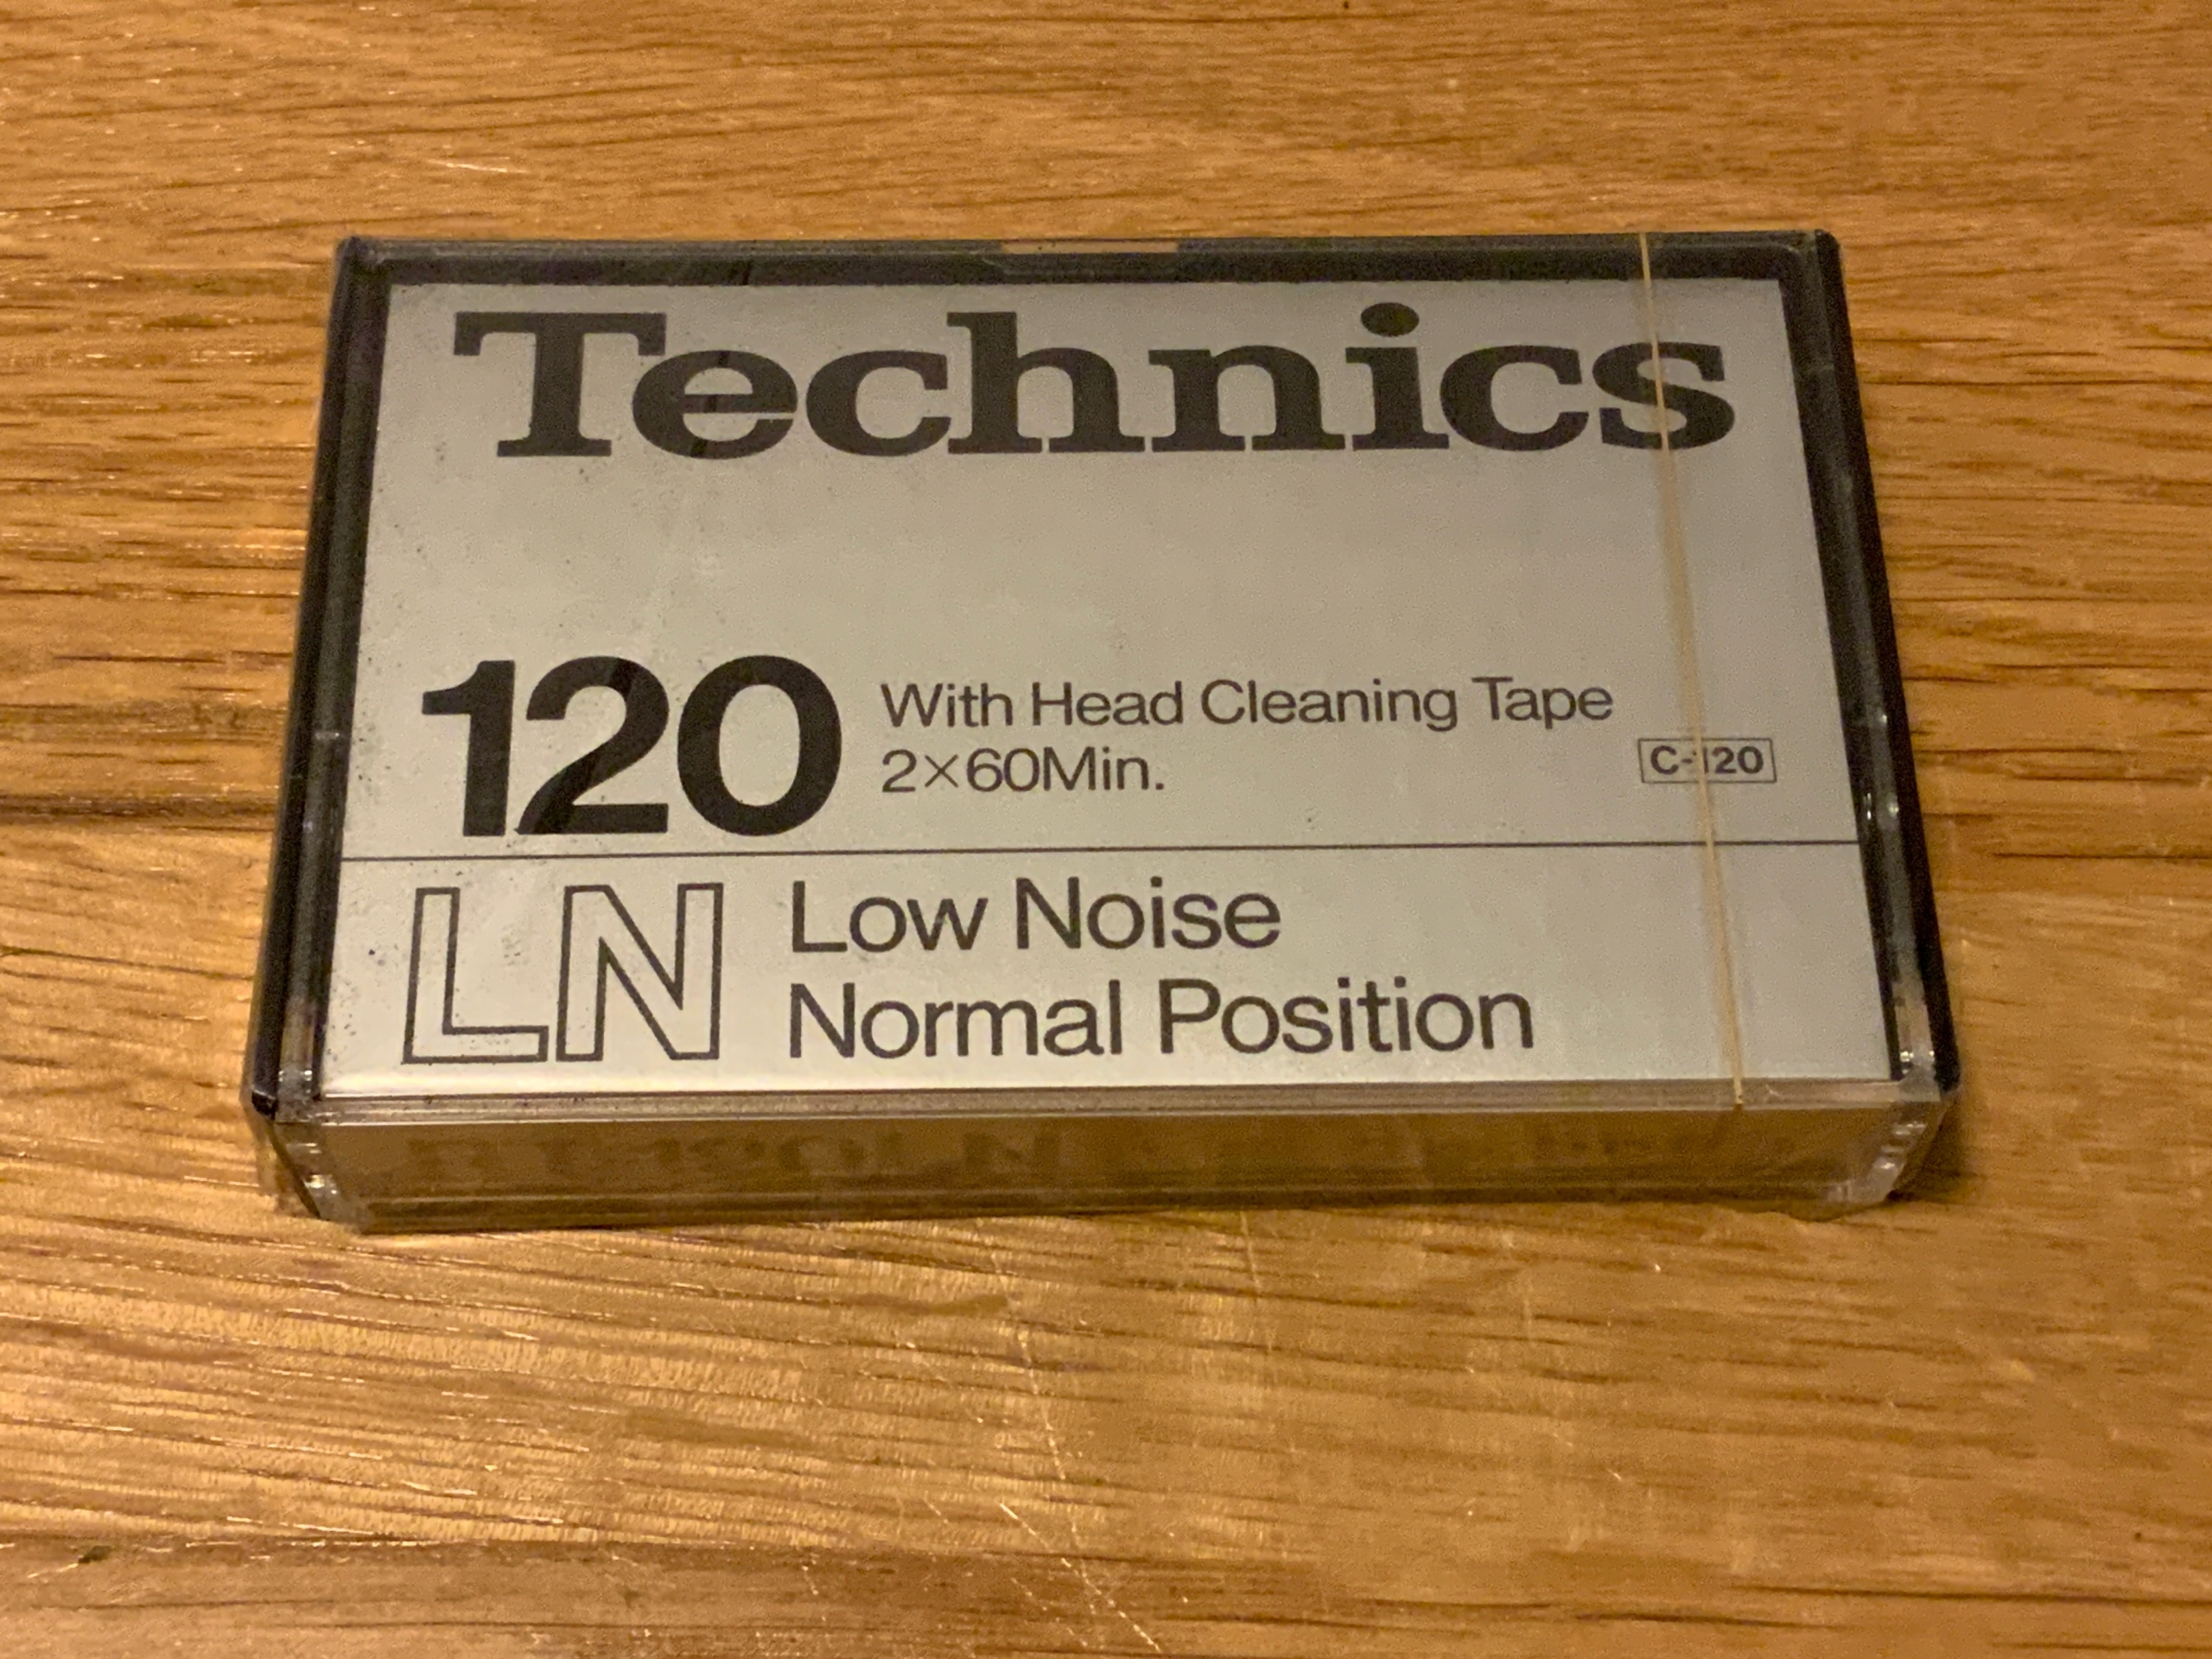 Technics
120
With Head Cleaning Tape
2×60Min.
C-120
LN
Low Noise
Normal Position